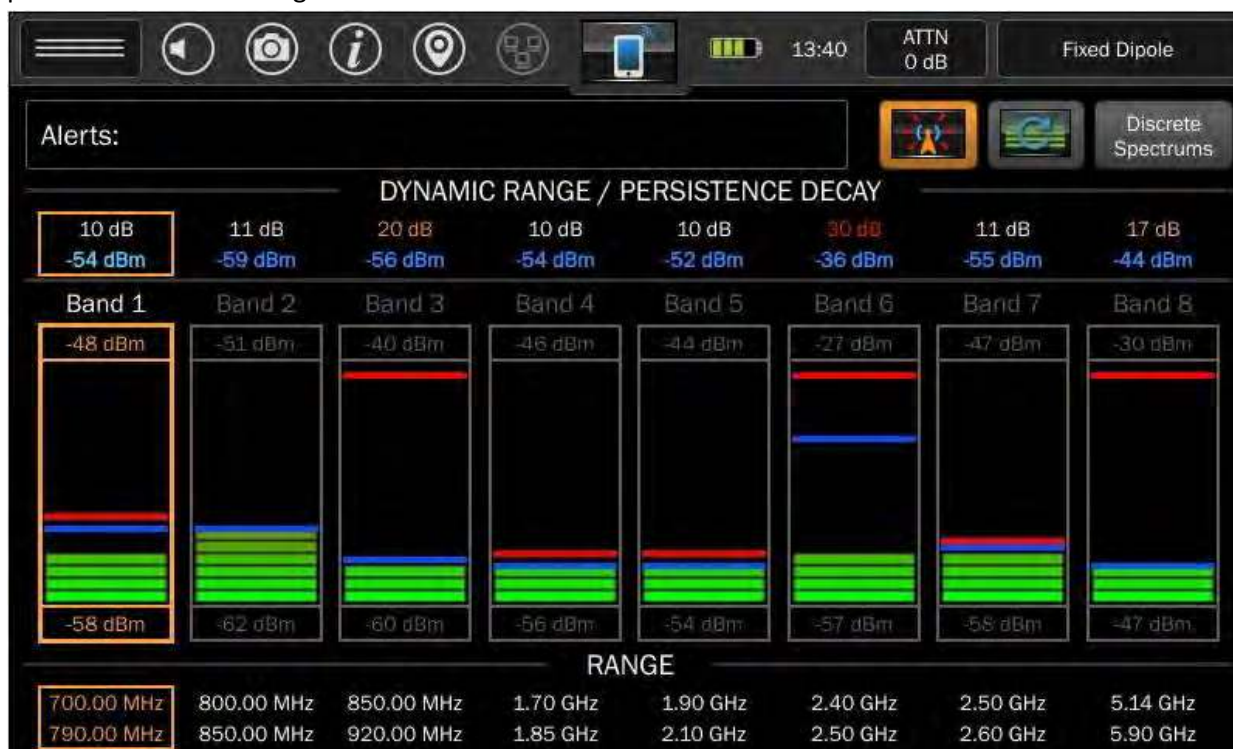 13:40
ATTN
0 dB
Fixed Dipole
Alerts:
Discrete
Spectrums
DYNAMIC RANGE / PERSISTENCE DECAY
10 dB 11 dB 20 dB 10 dB 10 dB 30 dB 11 dB 17 dB
-54 dBm -59 dBm -56 dBm -54 dBm -52 dBm -36 dBm -55 dBm -44 dBm
Band 1 Band 2 Band 3 Band 4 Band 5 Band 6 Band 7 Band 8
-48 dBm -51 dBm -40 dBm -46 dBm -44 dBm -27 dBm -47 dBm -30 dBm
-58 dBm -62 dBm -60 dBm -56 dBm -54 dBm -57 dBm -58 dBm -47 dBm
RANGE
700.00 MHz 800.00 MHz 850.00 MHz 1.70 GHz 1.90 GHz 2.40 GHz 2.50 GHz 5.14 GHz
790.00 MHz 850.00 MHz 920.00 MHz 1.85 GHz 2.10 GHz 2.50 GHz 2.60 GHz 5.90 GHz